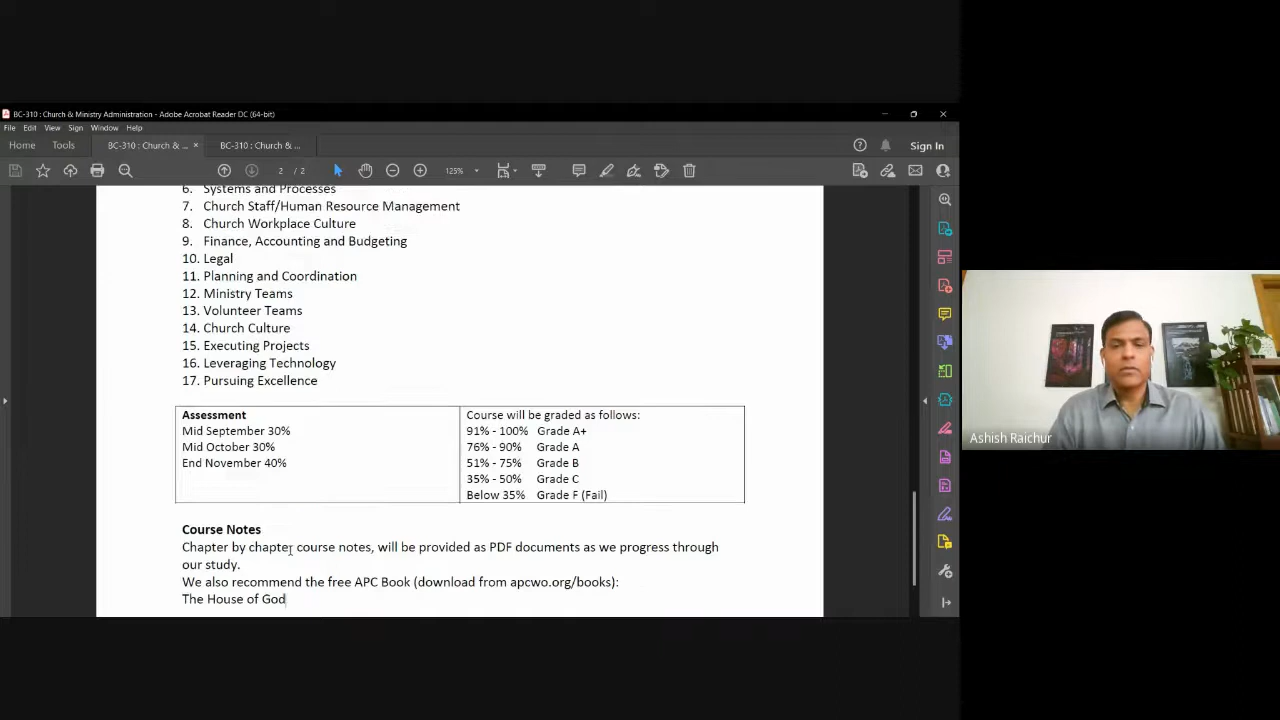 BC-310 : Church & Ministry Administration - Adobe Acrobat Reader DC (64-bit)
File Edit View Sign Window Help
Home Tools BC-310 : Church & ... × BC-310 : Church & ... Sign In
2 / 2 125%
6. Systems and Processes
7. Church Staff/Human Resource Management
8. Church Workplace Culture
9. Finance, Accounting and Budgeting
10. Legal
11. Planning and Coordination
12. Ministry Teams
13. Volunteer Teams
14. Church Culture
15. Executing Projects
16. Leveraging Technology
17. Pursuing Excellence
Assessment
Mid September 30%
Mid October 30%
End November 40%
Course will be graded as follows:
91% - 100% Grade A+
76% - 90% Grade A
51% - 75% Grade B
35% - 50% Grade C
Below 35% Grade F (Fail)
Course Notes
Chapter by chapter course notes, will be provided as PDF documents as we progress through
our study.
We also recommend the free APC Book (download from apcwo.org/books):
The House of God
Ashish Raichur